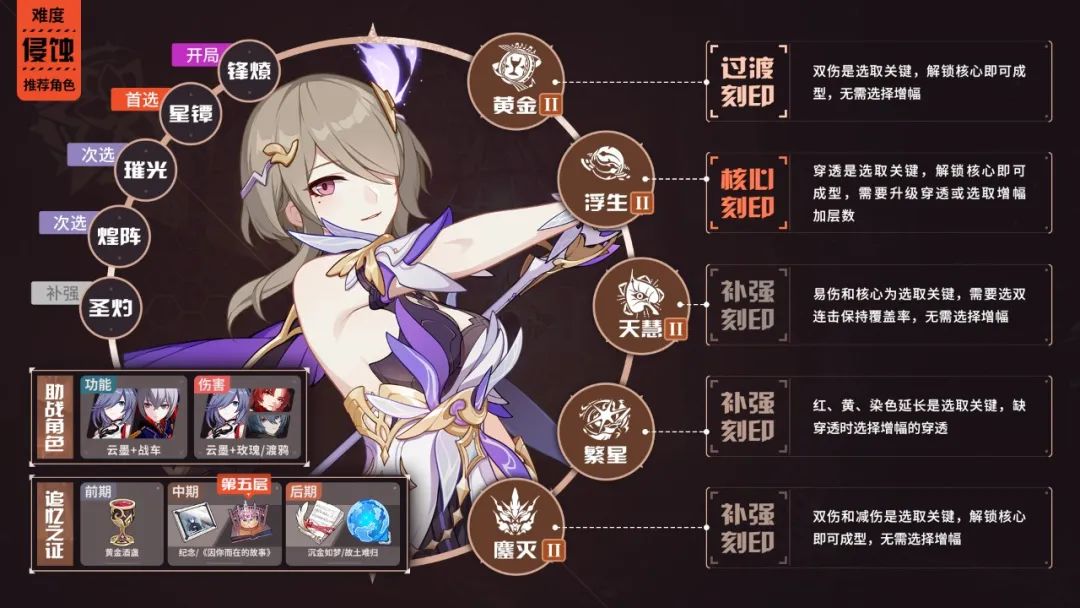 难度
侵蚀
推荐角色
开局
锋燎
首选
星镡
次选
璀光
次选
煌阵
补强
圣灼
黄金 II
过渡
刻印
双伤是选取关键，解锁核心即可成
型，无需选择增幅
浮生 II
核心
刻印
穿透是选取关键，解锁核心即可
成型，需要升级穿透或选取增幅
加层数
天慧 II
补强
刻印
易伤和核心为选取关键，需要选双
连击保持覆盖率，无需选择增幅
繁星
补强
刻印
红、黄、染色延长是选取关键，缺
穿透时选择增幅的穿透
鏖灭 II
补强
刻印
双伤和减伤是选取关键，解锁核心
即可成型，无需选择增幅
助战角色
功能
云墨+战车
伤害
云墨+玫瑰/渡鸦
追忆之证
前期
黄金酒盏
中期
第五层
纪念/《因你而在的故事》
后期
沉金如梦/故土难归